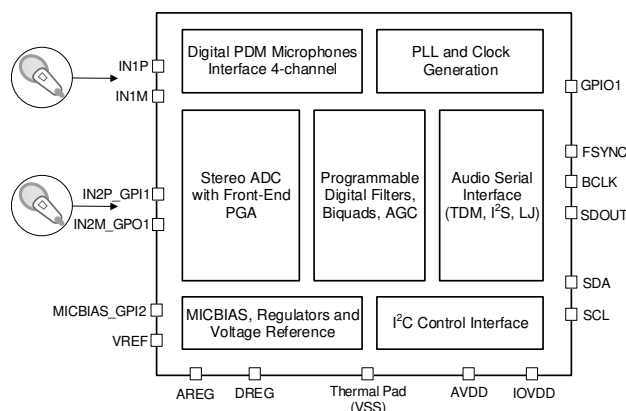 Digital PDM Microphones
Interface 4-channel
PLL and Clock
Generation
IN1P
IN1M
GPIO1
Stereo ADC
with Front-End
PGA
Programmable
Digital Filters,
Biquads, AGC
Audio Serial
Interface
(TDM, I²S, LJ)
FSYNC
BCLK
SDOUT
IN2P_GPI1
IN2M_GPO1
SDA
SCL
MICBIAS_GPI2
VREF
MICBIAS, Regulators and
Voltage Reference
I²C Control Interface
AREG
DREG
Thermal Pad
(VSS)
AVDD
IOVDD